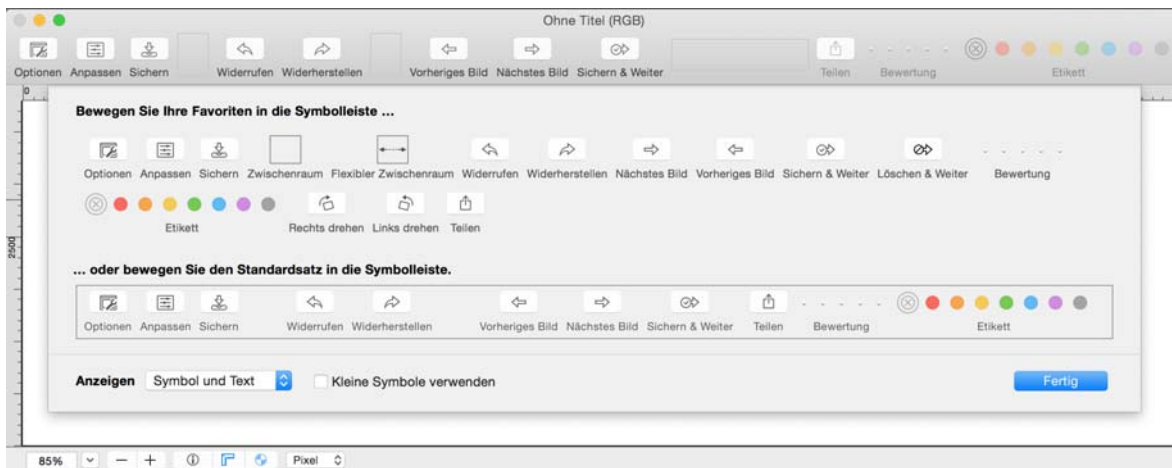 Ohne Titel (RGB)
Optionen Anpassen Sichern Widerrufen Widerherstellen Vorheriges Bild Nächstes Bild Sichern & Weiter Teilen Bewertung Etikett
0
Bewegen Sie Ihre Favoriten in die Symbolleiste ...
Optionen Anpassen Sichern Zwischenraum Flexibler Zwischenraum Widerrufen Widerherstellen Nächstes Bild Vorheriges Bild Sichern & Weiter Löschen & Weiter Bewertung
Etikett Rechts drehen Links drehen Teilen
2500
... oder bewegen Sie den Standardsatz in die Symbolleiste.
Optionen Anpassen Sichern Widerrufen Widerherstellen Vorheriges Bild Nächstes Bild Sichern & Weiter Teilen Bewertung Etikett
Anzeigen Symbol und Text Kleine Symbole verwenden Fertig
85% Pixel